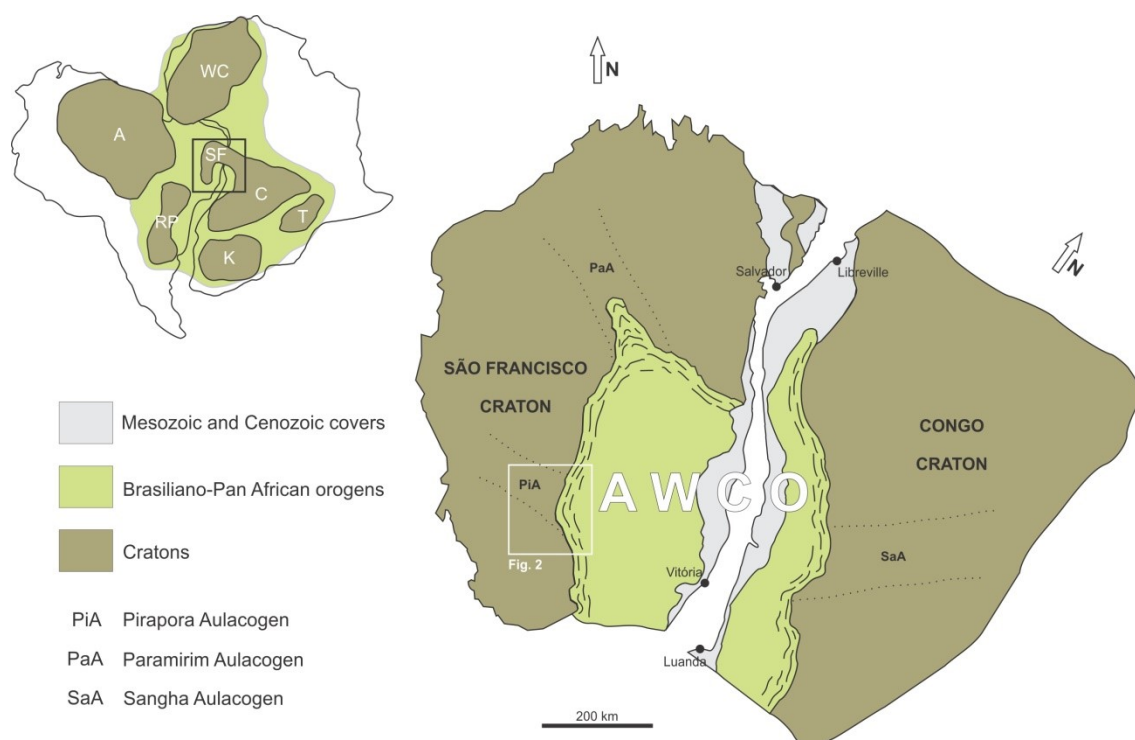 WC
A
SF
C
RP
T
K
N
N
Salvador
Libreville
PaA
SÃO FRANCISCO
CRATON
CONGO
CRATON
PiA
AWCO
Fig. 2
SaA
Vitória
Luanda
200 km
Mesozoic and Cenozoic covers
Brasiliano-Pan African orogens
Cratons
PiA Pirapora Aulacogen
PaA Paramirim Aulacogen
SaA Sangha Aulacogen